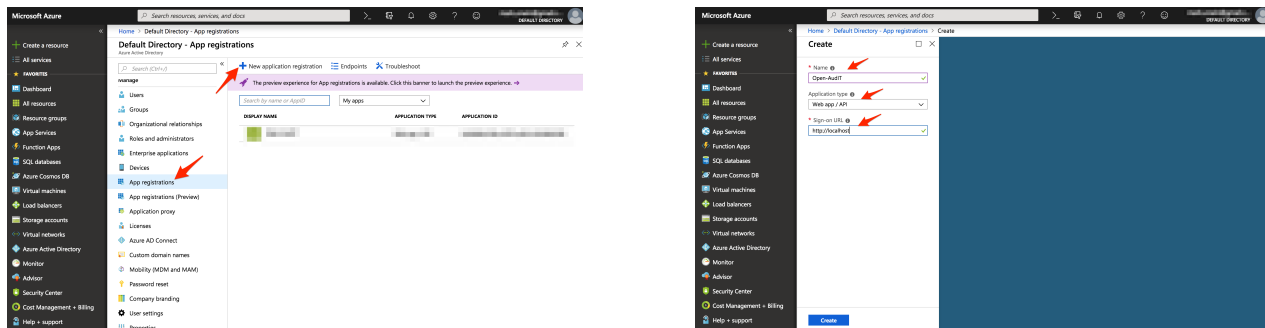 Microsoft Azure
Search resources, services, and docs
DEFAULT DIRECTORY
Home > Default Directory - App registrations
Default Directory - App registrations
Azure Active Directory
Create a resource
All services
FAVORITES
Dashboard
All resources
Resource groups
App Services
Function Apps
SQL databases
Azure Cosmos DB
Virtual machines
Load balancers
Storage accounts
Virtual networks
Azure Active Directory
Monitor
Advisor
Security Center
Cost Management + Billing
Help + support
Search (Ctrl+/)
Manage
Users
Groups
Organizational relationships
Roles and administrators
Enterprise applications
Devices
App registrations
App registrations (Preview)
Application proxy
Licenses
Azure AD Connect
Custom domain names
Mobility (MDM and MAM)
Password reset
Company branding
User settings
Properties
New application registration
Endpoints
Troubleshoot
The preview experience for App registrations is available. Click this banner to launch the preview experience. →
Search by name or AppID
My apps
DISPLAY NAME
APPLICATION TYPE
APPLICATION ID
Microsoft Azure
Search resources, services, and docs
DEFAULT DIRECTORY
Home > Default Directory - App registrations > Create
Create a resource
All services
FAVORITES
Dashboard
All resources
Resource groups
App Services
Function Apps
SQL databases
Azure Cosmos DB
Virtual machines
Load balancers
Storage accounts
Virtual networks
Azure Active Directory
Monitor
Advisor
Security Center
Cost Management + Billing
Help + support
Create
* Name
Open-AudIT
Application type
Web app / API
* Sign-on URL
http://localhost
Create